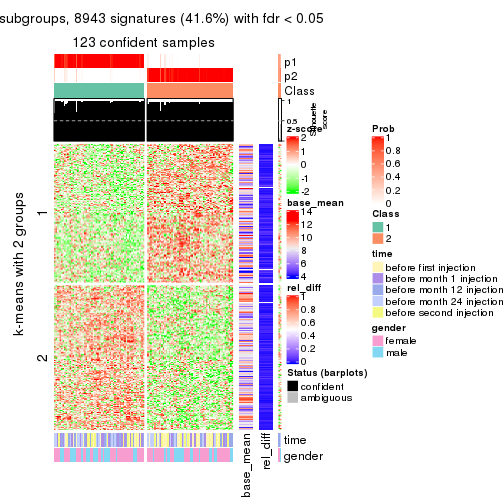 subgroups, 8943 signatures (41.6%) with fdr < 0.05
123 confident samples
p1
p2
Class
1
0.5
0
Silhouette
score
k-means with 2 groups
1
2
time
gender
base_mean
rel_diff
z-score
2
1
0
-1
-2
base_mean
14
12
10
8
6
4
rel_diff
1
0.8
0.6
0.4
0.2
0
Status (barplots)
confident
ambiguous
Prob
1
0.8
0.6
0.4
0.2
0
Class
1
2
time
before first injection
before month 1 injection
before month 12 injection
before month 24 injection
before second injection
gender
female
male